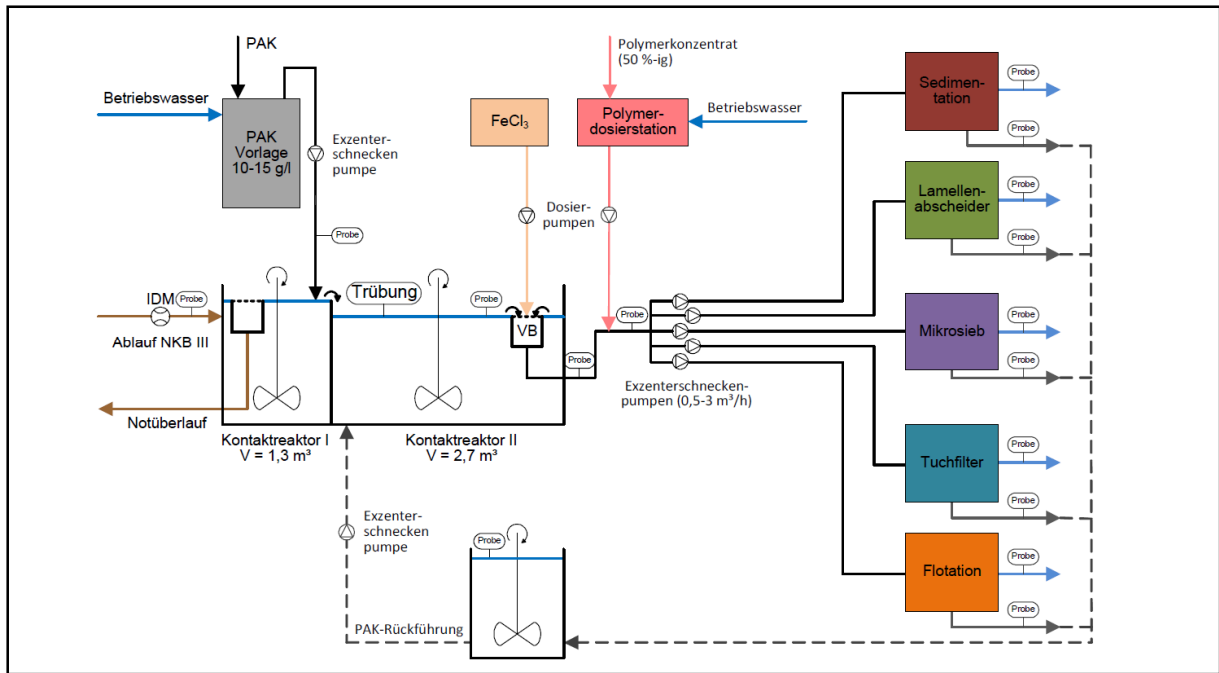 PAK
Betriebswasser
PAK
Vorlage
10-15 g/l
Exzenter-
schnecken
pumpe
Probe
FeCl₃
Polymerkonzentrat
(50 %-ig)
Polymer-
dosierstation
Betriebswasser
Dosier-
pumpen
IDM
Probe
Ablauf NKB III
Notüberlauf
Trübung
Probe
VB
Probe
Probe
Kontaktreaktor I
V = 1,3 m³
Kontaktreaktor II
V = 2,7 m³
Exzenterschnecken-
pumpen (0,5-3 m³/h)
Exzenter-
schnecken
pumpe
Probe
PAK-Rückführung
Sedimen-
tation
Probe
Probe
Lamellen-
abscheider
Probe
Probe
Mikrosieb
Probe
Probe
Tuchfilter
Probe
Probe
Flotation
Probe
Probe